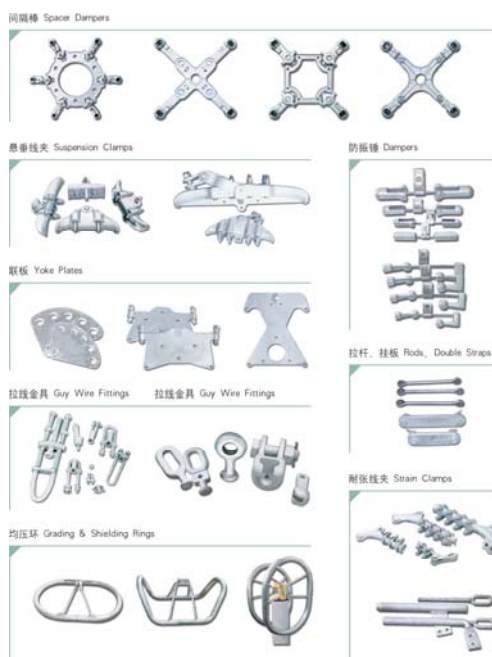 间隔棒 Spacer Dampers
悬垂线夹 Suspension Clamps
防振锤 Dampers
联板 Yoke Plates
拉杆、挂板 Rods、Double Straps
拉线金具 Guy Wire Fittings
拉线金具 Guy Wire Fittings
耐张线夹 Strain Clamps
均压环 Grading & Shielding Rings